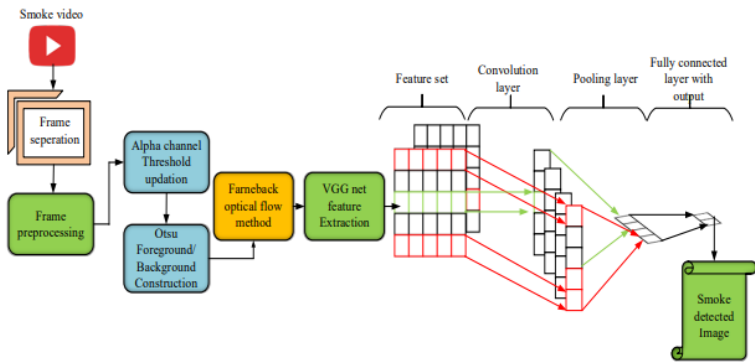 Smoke video
Frame
seperation
Frame
preprocessing
Alpha channel
Threshold
updation
Otsu
Foreground/
Background
Construction
Farneback
optical flow
method
VGG net
feature
Extraction
Feature set
Convolution
layer
Pooling layer
Fully connected
layer with
output
Smoke
detected
Image